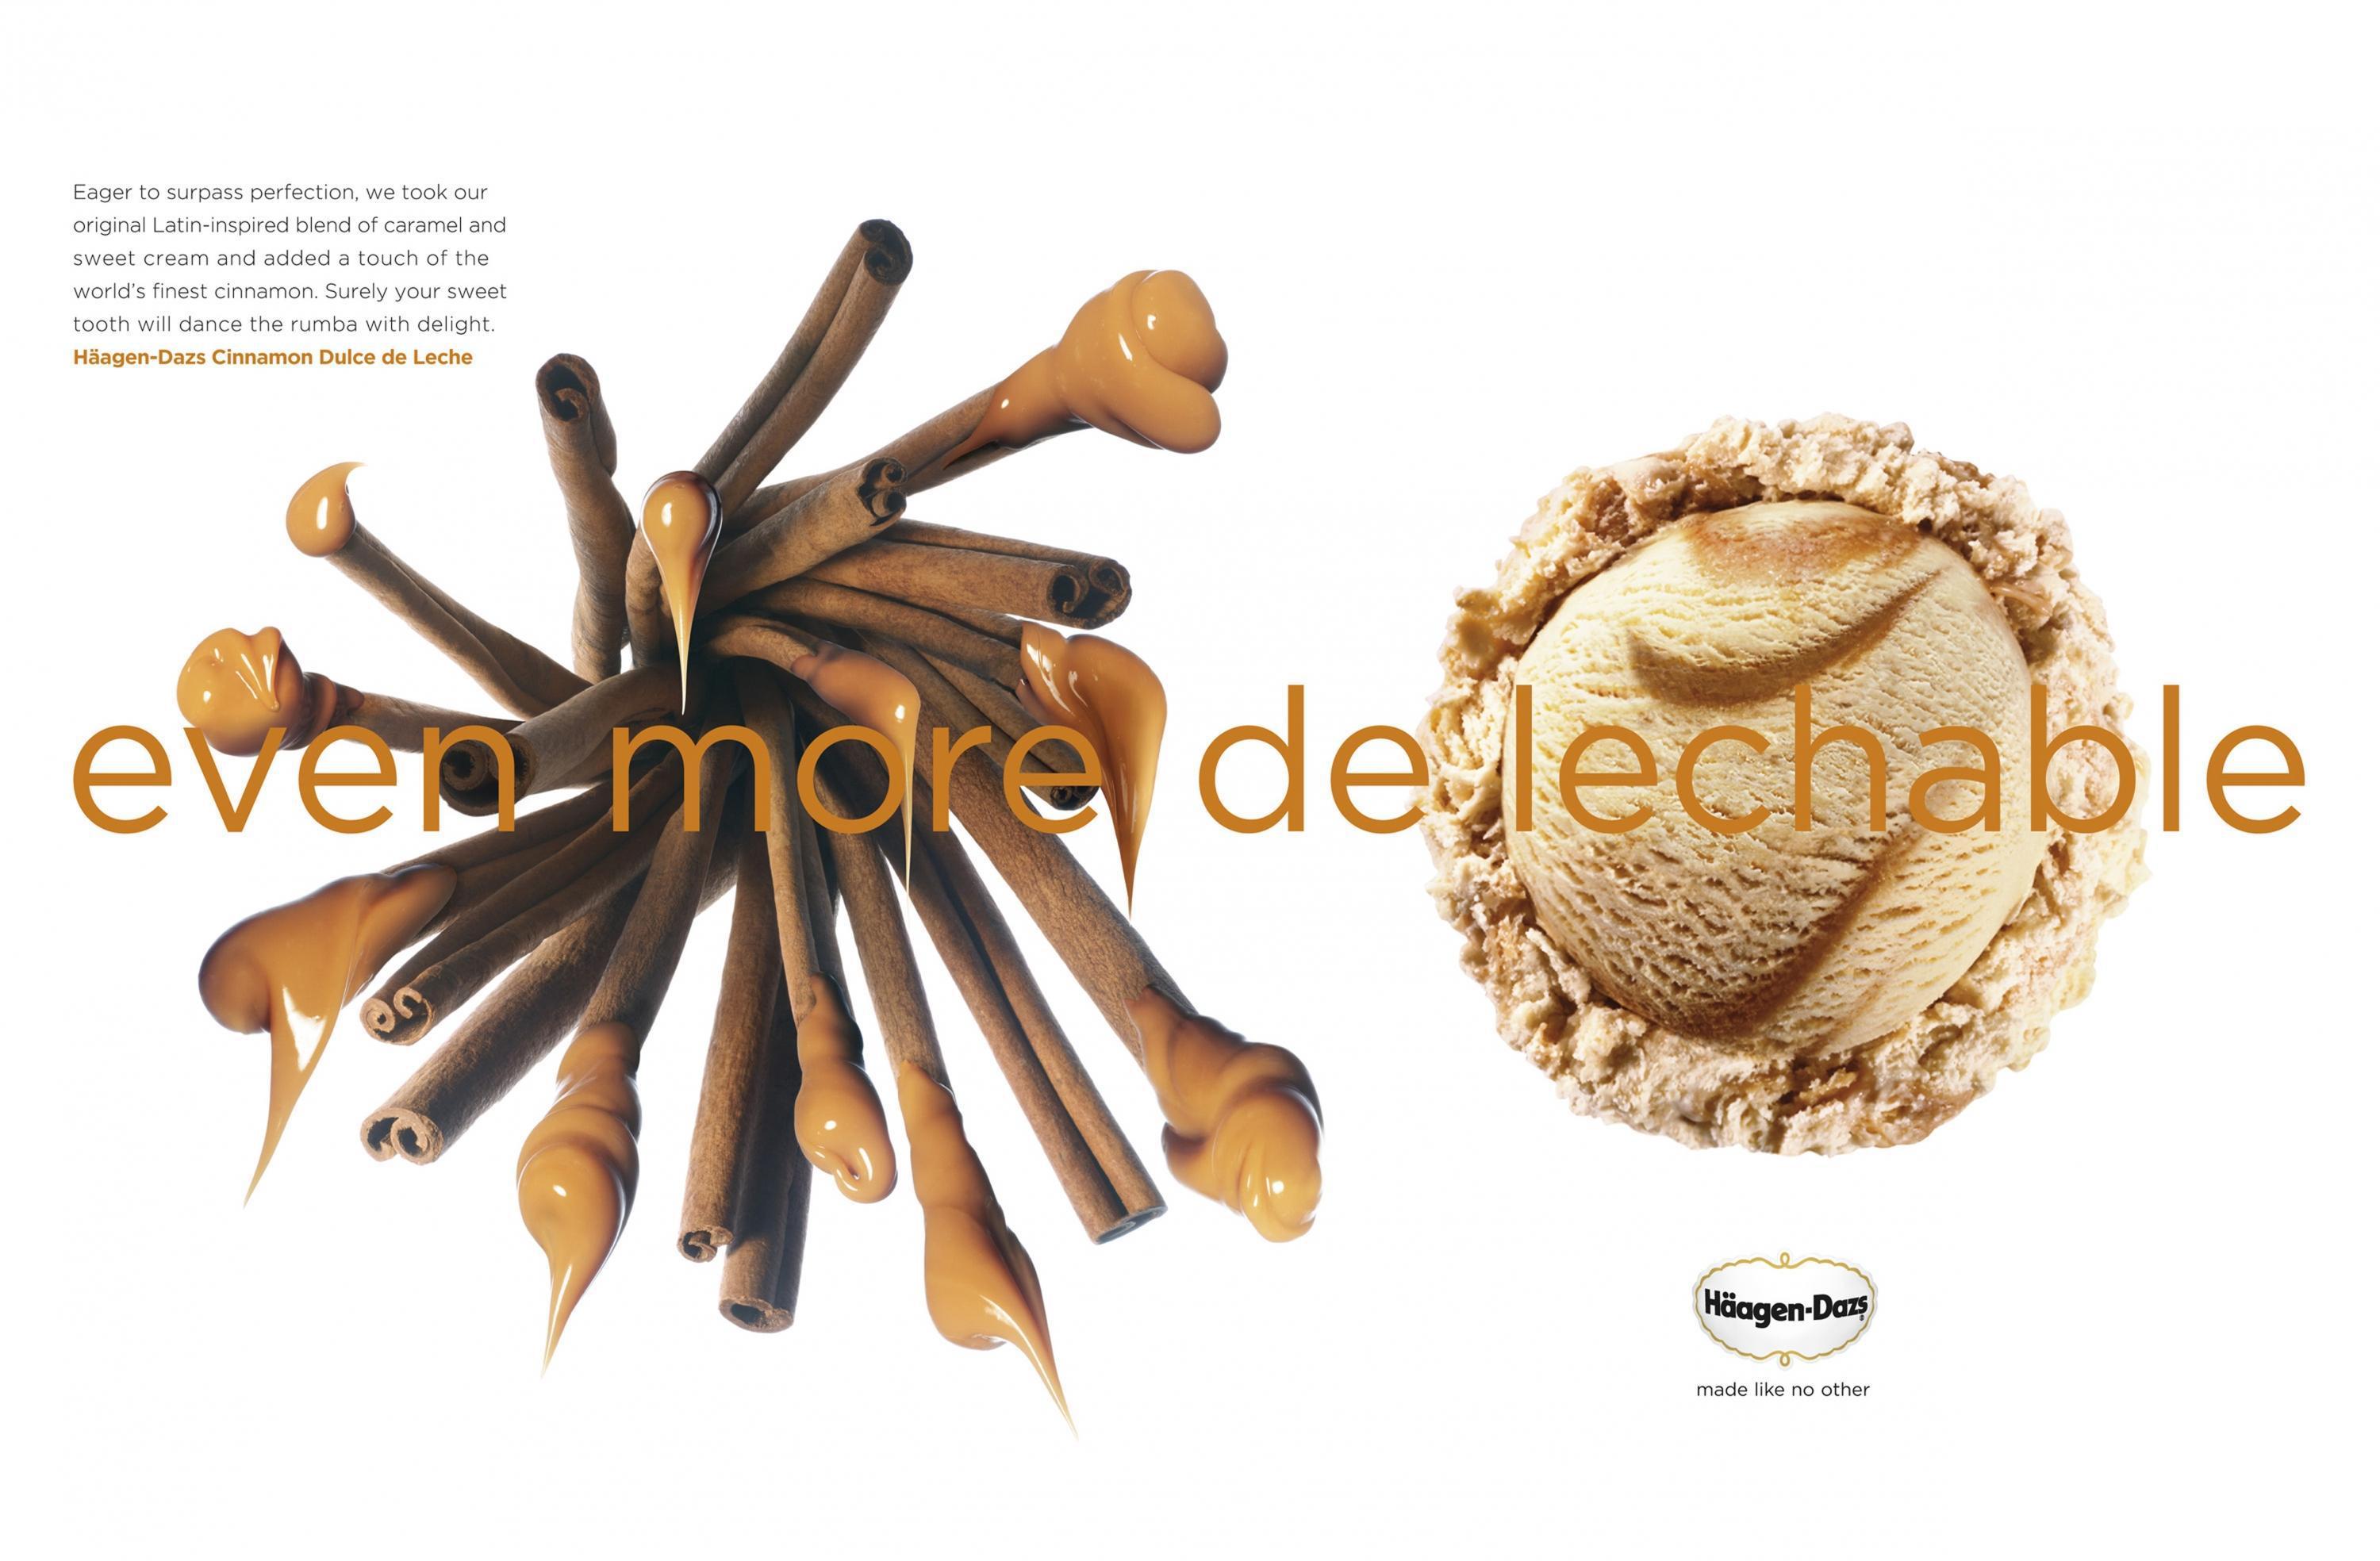 Eager to surpass perfection, we took our
original Latin-inspired blend of caramel and
sweet cream and added a touch of the
world's finest cinnamon. Surely your sweet
tooth will dance the rumba with delight.
Häagen-Dazs Cinnamon Dulce de Leche
even more de lechable
Häagen-Dazs®
made like no other